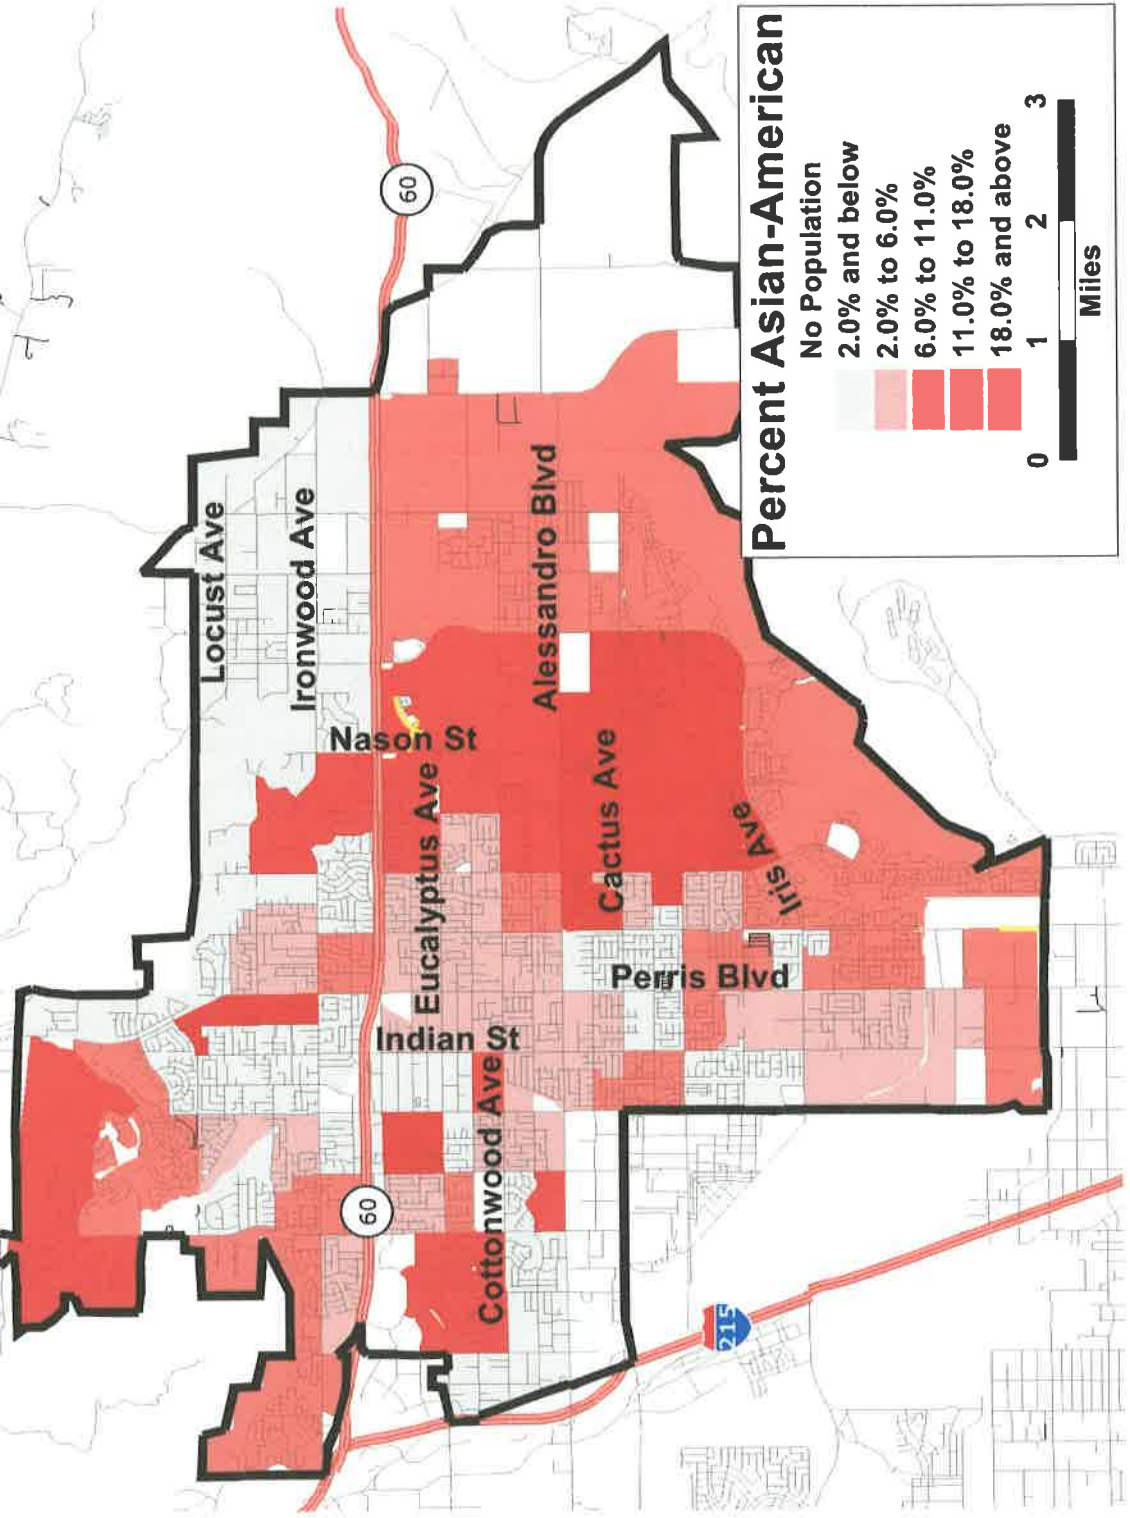 60
Locust Ave
Ironwood Ave
Nason St
Eucalyptus Ave
Alessandro Blvd
Cactus Ave
Iris Ave
Perris Blvd
Indian St
Cottonwood Ave
60
215
Percent Asian-American
No Population
2.0% and below
2.0% to 6.0%
6.0% to 11.0%
11.0% to 18.0%
18.0% and above
0 1 2 3
Miles